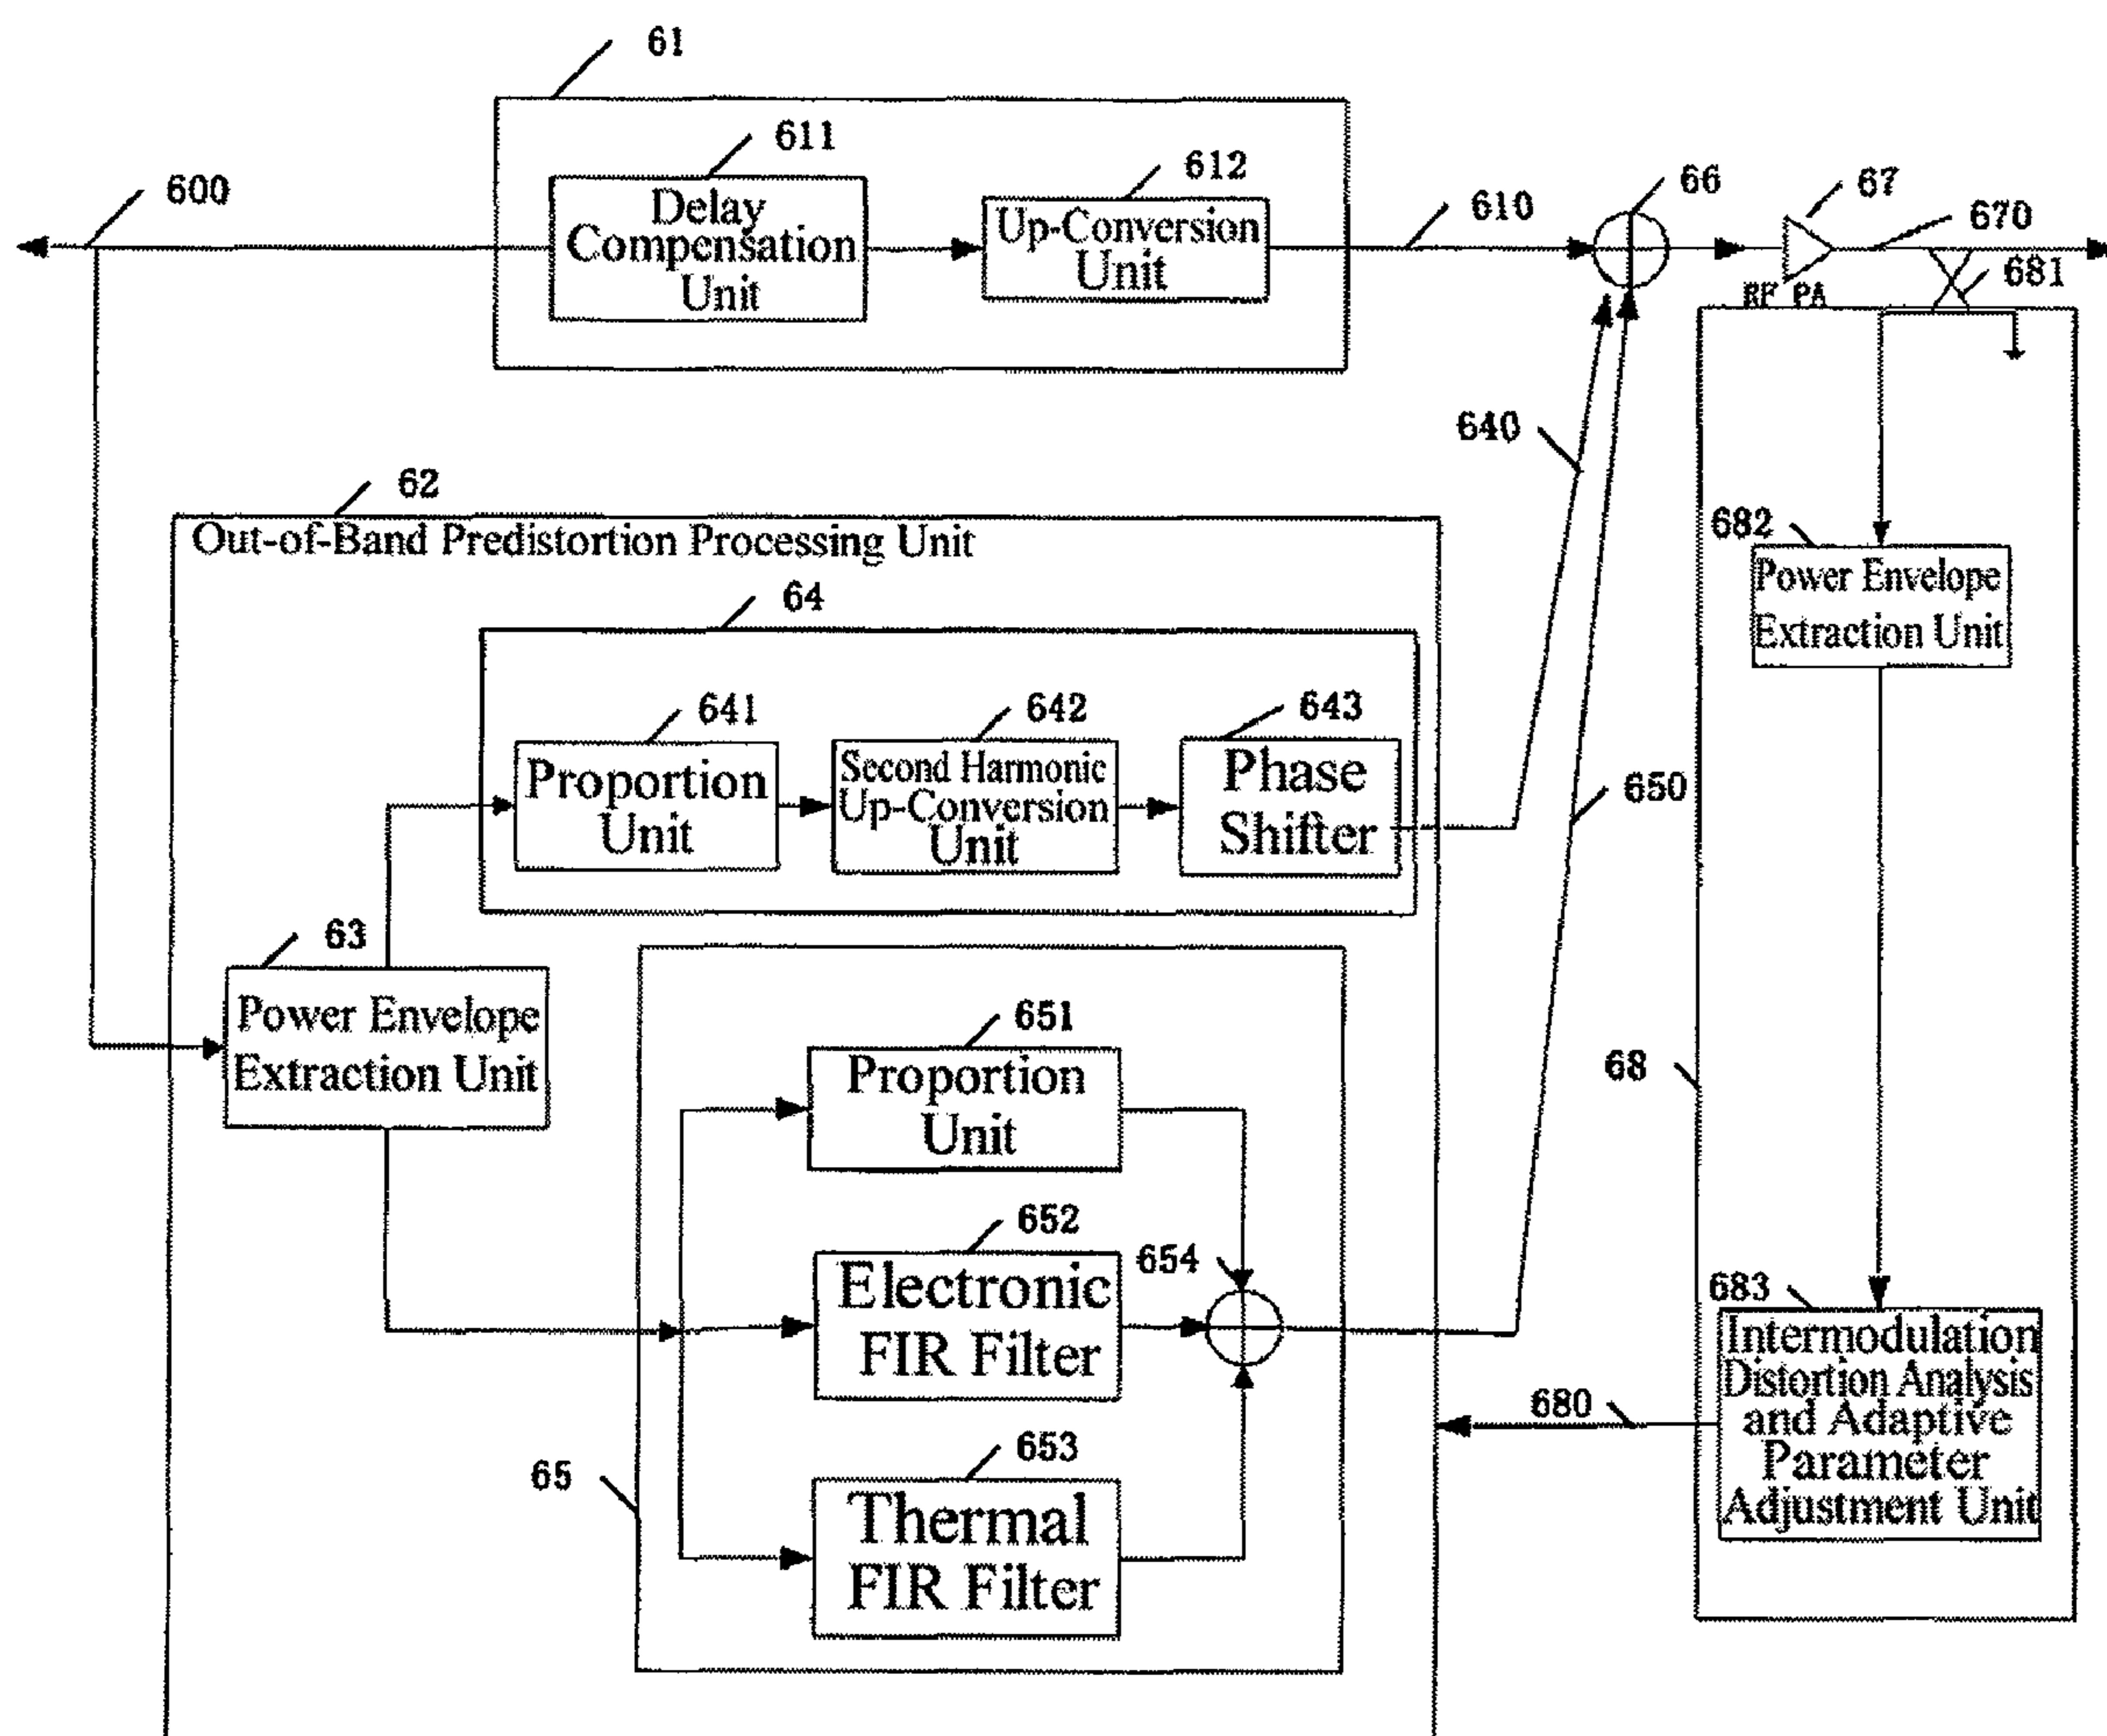 61
611
612
600
Delay
Compensation
Unit
Up-Conversion
Unit
610
66
67
670
681
RF PA
640
62
Out-of-Band Predistortion Processing Unit
682
Power Envelope
Extraction Unit
64
641
642
643
Proportion
Unit
Second Harmonic
Up-Conversion
Unit
Phase
Shifter
650
63
Power Envelope
Extraction Unit
651
Proportion
Unit
68
652
Electronic
FIR Filter
654
683
Intermodulation
Distortion Analysis
and Adaptive
Parameter
Adjustment Unit
680
65
653
Thermal
FIR Filter